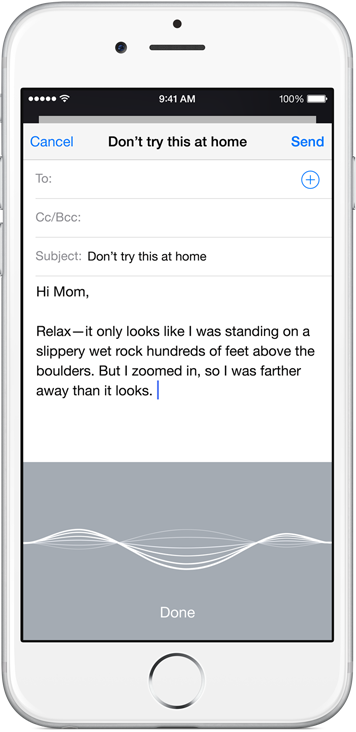 9:41 AM 100%
Cancel Don't try this at home Send
To:
Cc/Bcc:
Subject: Don't try this at home
Hi Mom,
Relax—it only looks like I was standing on a
slippery wet rock hundreds of feet above the
boulders. But I zoomed in, so I was farther
away than it looks.
Done